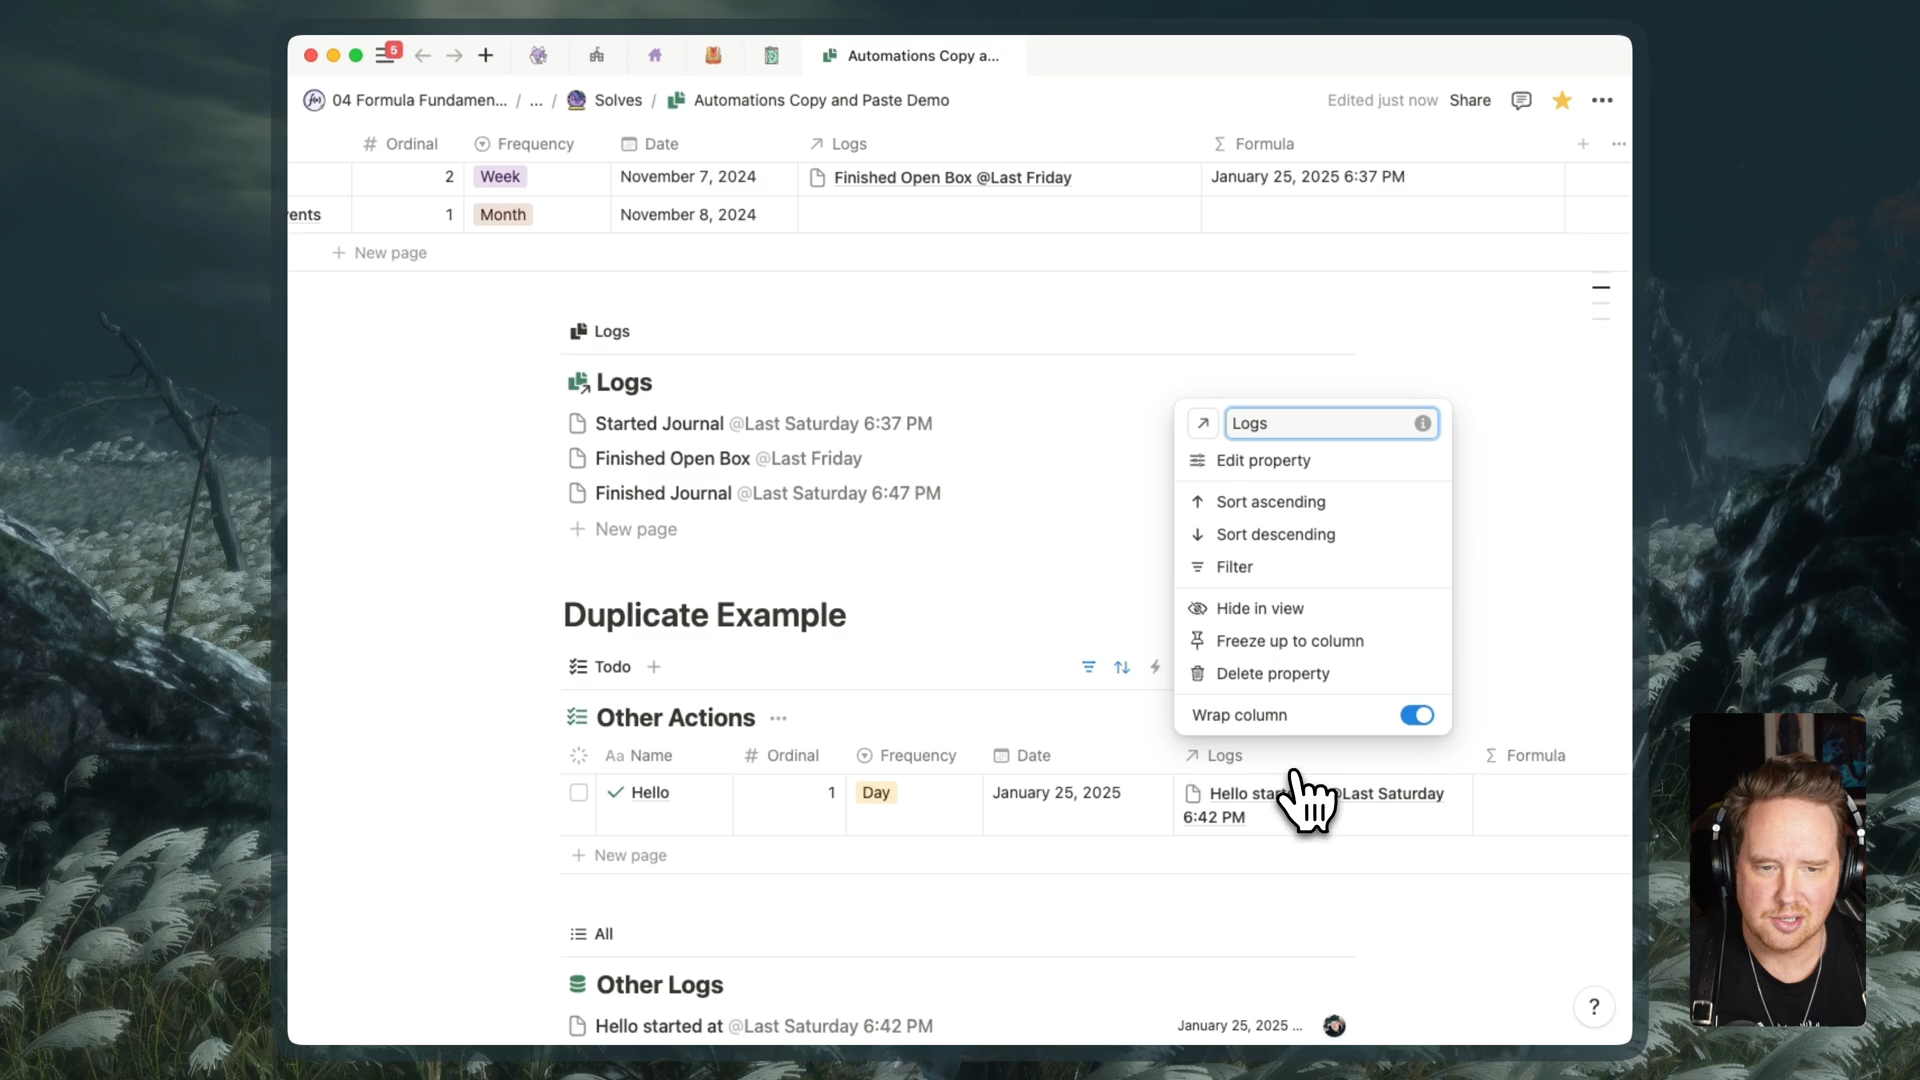 5
Automations Copy a...
04 Formula Fundamen... / ... / Solves / Automations Copy and Paste Demo
Edited just now Share
# Ordinal Frequency Date Logs Σ Formula
2 Week November 7, 2024 Finished Open Box @Last Friday January 25, 2025 6:37 PM
ents 1 Month November 8, 2024
+ New page
Logs
Logs
Started Journal @Last Saturday 6:37 PM
Finished Open Box @Last Friday
Finished Journal @Last Saturday 6:47 PM
+ New page
Logs
Edit property
Sort ascending
Sort descending
Filter
Hide in view
Freeze up to column
Delete property
Wrap column
Duplicate Example
Todo +
Other Actions ...
Aa Name # Ordinal Frequency Date Logs Σ Formula
Hello 1 Day January 25, 2025 Hello @Last Saturday
6:42 PM
+ New page
All
Other Logs
Hello started at @Last Saturday 6:42 PM January 25, 2025 ...
?